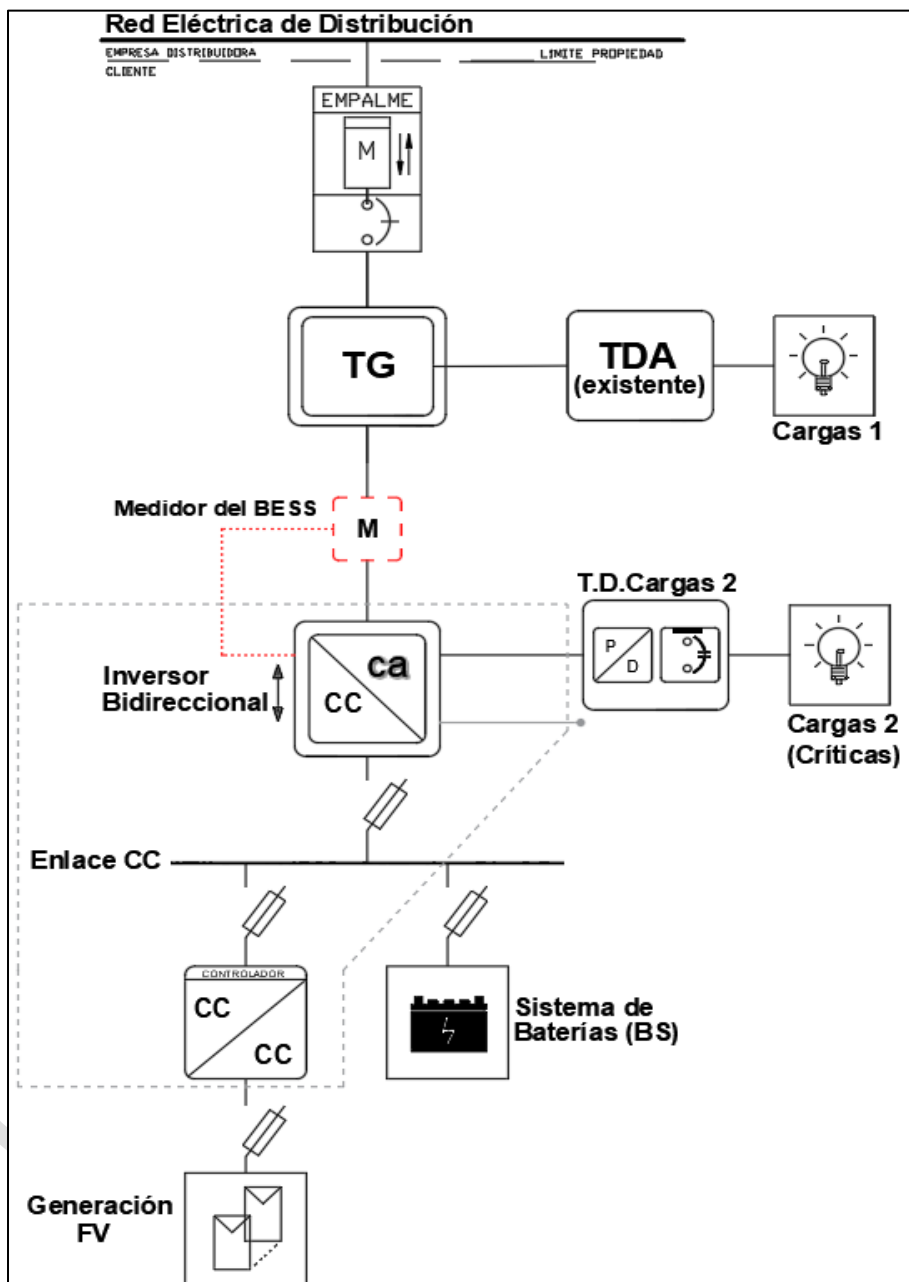 Red Eléctrica de Distribución
EMPRESA DISTRIBUIDORA
LIMITE PROPIEDAD
CLIENTE
EMPALME
M
TG
TDA
(existente)
Cargas 1
Medidor del BESS
M
T.D.Cargas 2
P
D
Inversor
Bidireccional
ca
CC
Cargas 2
(Críticas)
Enlace CC
CONTROLADOR
CC
CC
Sistema de
Baterías (BS)
Generación
FV